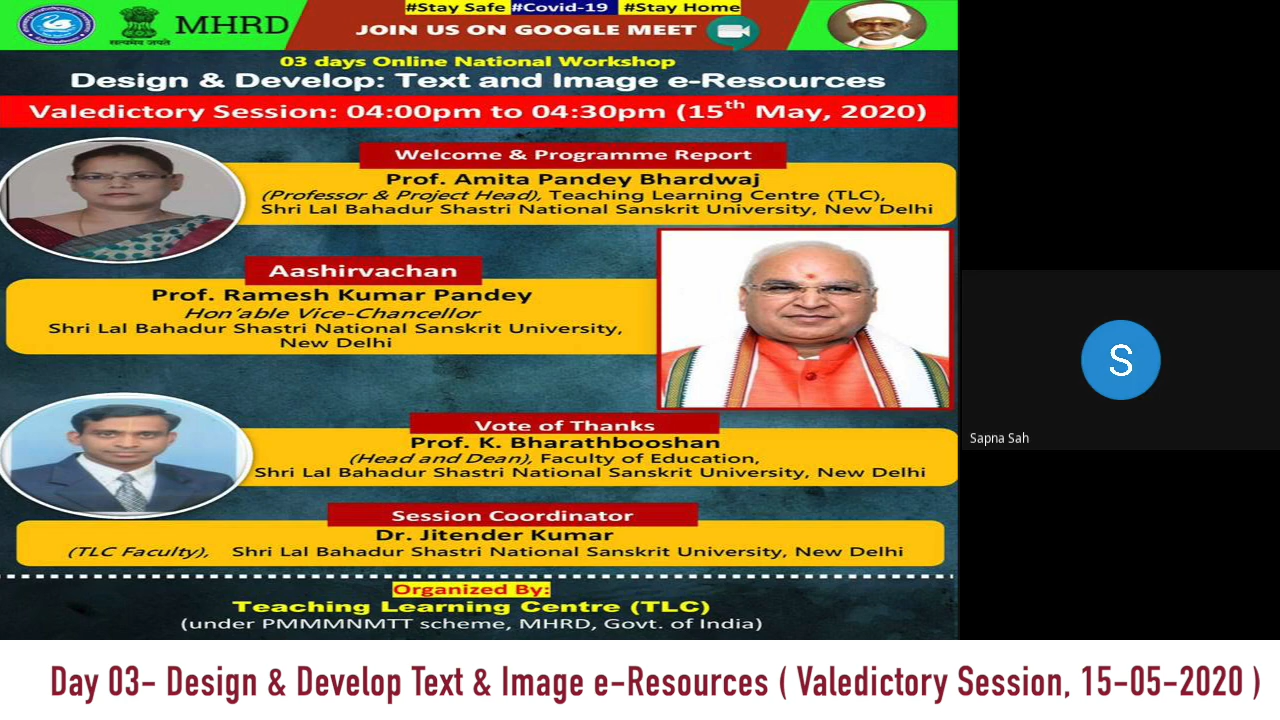 #Stay Safe #Covid-19 #Stay Home
सत्यमेव जयते
MHRD
JOIN US ON GOOGLE MEET
03 days Online National Workshop
Design & Develop: Text and Image e-Resources
Valedictory Session: 04:00pm to 04:30pm (15th May, 2020)
Welcome & Programme Report
Prof. Amita Pandey Bhardwaj
(Professor & Project Head), Teaching Learning Centre (TLC),
Shri Lal Bahadur Shastri National Sanskrit University, New Delhi
Aashirvachan
Prof. Ramesh Kumar Pandey
Hon'able Vice-Chancellor
Shri Lal Bahadur Shastri National Sanskrit University,
New Delhi
Vote of Thanks
Prof. K. Bharathbooshan
(Head and Dean), Faculty of Education,
Shri Lal Bahadur Shastri National Sanskrit University, New Delhi
Session Coordinator
Dr. Jitender Kumar
(TLC Faculty), Shri Lal Bahadur Shastri National Sanskrit University, New Delhi
Organized By:
Teaching Learning Centre (TLC)
(under PMMMNMTT scheme, MHRD, Govt. of India)
S
Sapna Sah
Day 03- Design & Develop Text & Image e-Resources ( Valedictory Session, 15-05-2020 )